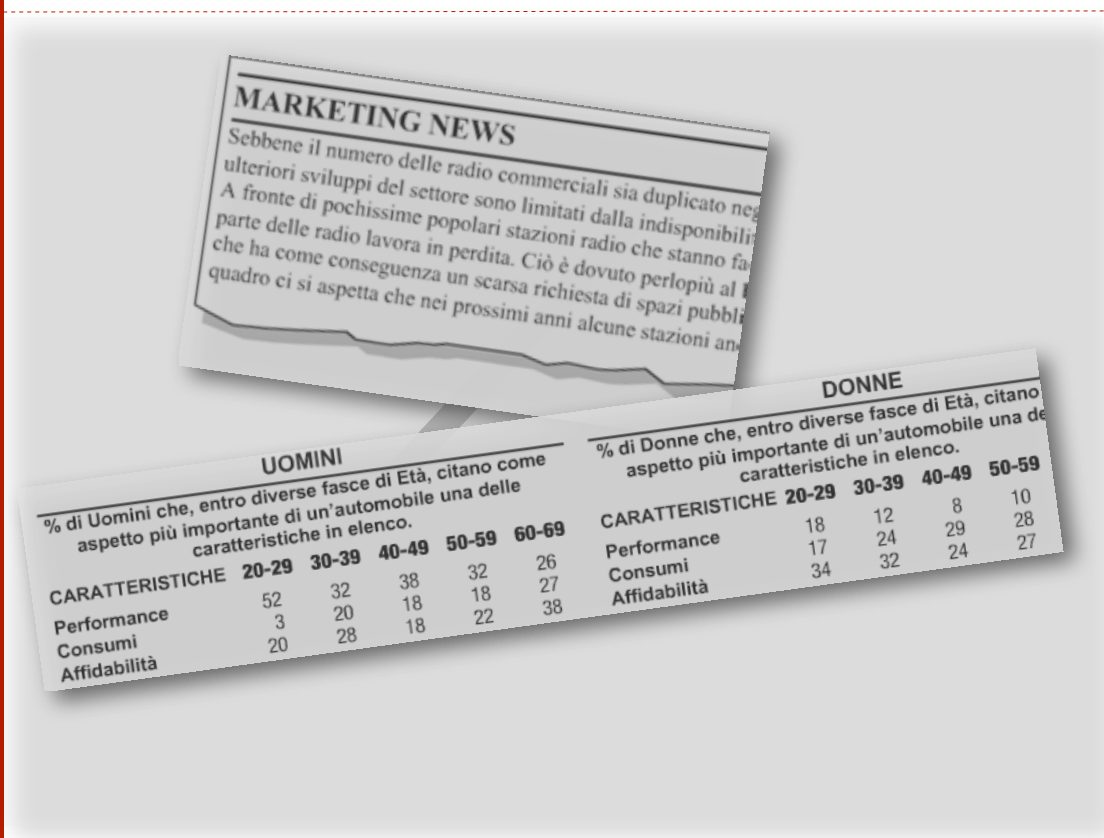 MARKETING NEWS
Sebbene il numero delle radio commerciali sia duplicato
ulteriori sviluppi del settore sono limitati dalla
A fronte di pochissime popolari stazioni radio che stanno
parte delle radio lavora in perdita. Ciò è dovuto perlopiù al
che ha come conseguenza un scarsa richiesta di spazi
quadro ci si aspetta che nei prossimi anni alcune stazioni
UOMINI
% di Uomini che, entro diverse fasce di Età, citano come
aspetto più importante di un'automobile una delle
caratteristiche in elenco.
CARATTERISTICHE 20-29 30-39 40-49 50-59 60-69
Performance 52 32 38 32 26
Consumi 3 20 18 18 27
Affidabilità 20 28 18 22 38
DONNE
% di Donne che, entro diverse fasce di Età, citano
aspetto più importante di un'automobile una
caratteristiche in elenco.
CARATTERISTICHE 20-29 30-39 40-49 50-59
Performance 18 12 8 10
Consumi 17 24 29 28
Affidabilità 34 32 24 27